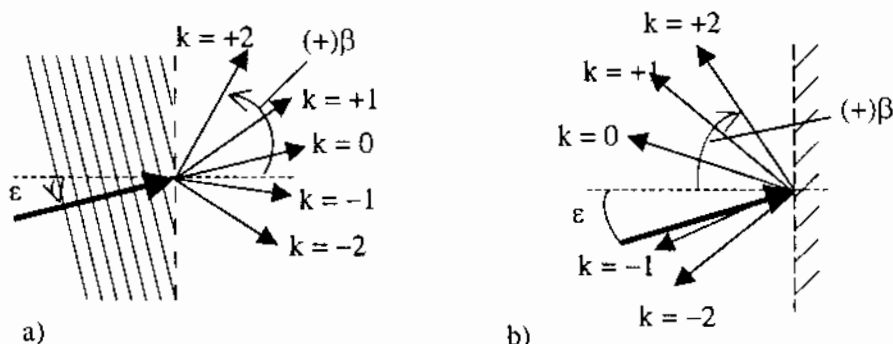 k = +2
(+)β
k = +1
k = 0
k = −1
k = −2
ε
a)
k = +2
k = +1
(+)β
k = 0
ε
k = −1
k = −2
b)